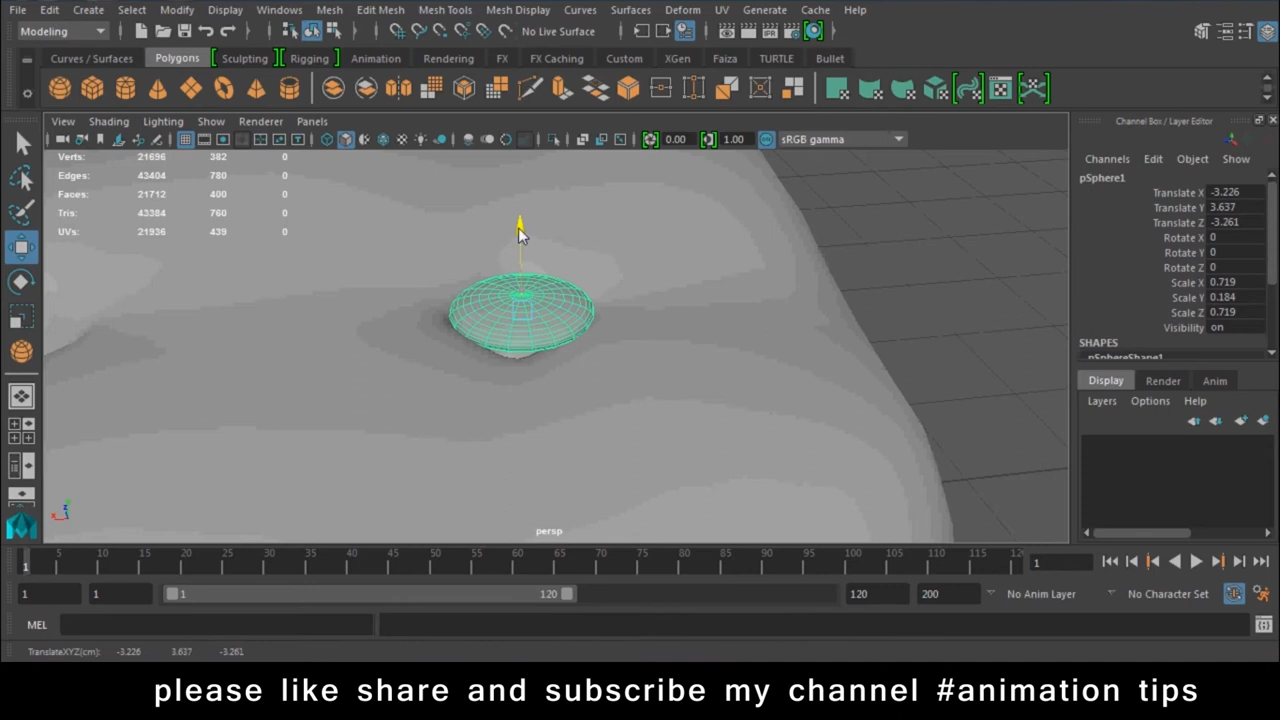 File Edit Create Select Modify Display Windows Mesh Edit Mesh Mesh Tools Mesh Display Curves Surfaces Deform UV Generate Cache Help
Modeling No Live Surface
Curves / Surfaces Polygons Sculpting Rigging Animation Rendering FX FX Caching Custom XGen Faiza TURTLE Bullet
View Shading Lighting Show Renderer Panels
0.00 1.00 sRGB gamma
Verts: 21696 382 0
Edges: 43404 780 0
Faces: 21712 400 0
Tris: 43384 760 0
UVs: 21936 439 0
persp
Channel Box / Layer Editor
Channels Edit Object Show
pSphere1
Translate X -3.226
Translate Y 3.637
Translate Z -3.261
Rotate X 0
Rotate Y 0
Rotate Z 0
Scale X 0.719
Scale Y 0.184
Scale Z 0.719
Visibility on
SHAPES
pSphereShape1
Display Render Anim
Layers Options Help
5 10 15 20 25 30 35 40 45 50 55 60 65 70 75 80 85 90 95 100 105 110 115 12
1 1
1 1 1 120 120 200 No Anim Layer No Character Set
MEL
TranslateXYZ(cm): -3.226 3.637 -3.261
please like share and subscribe my channel #animation tips